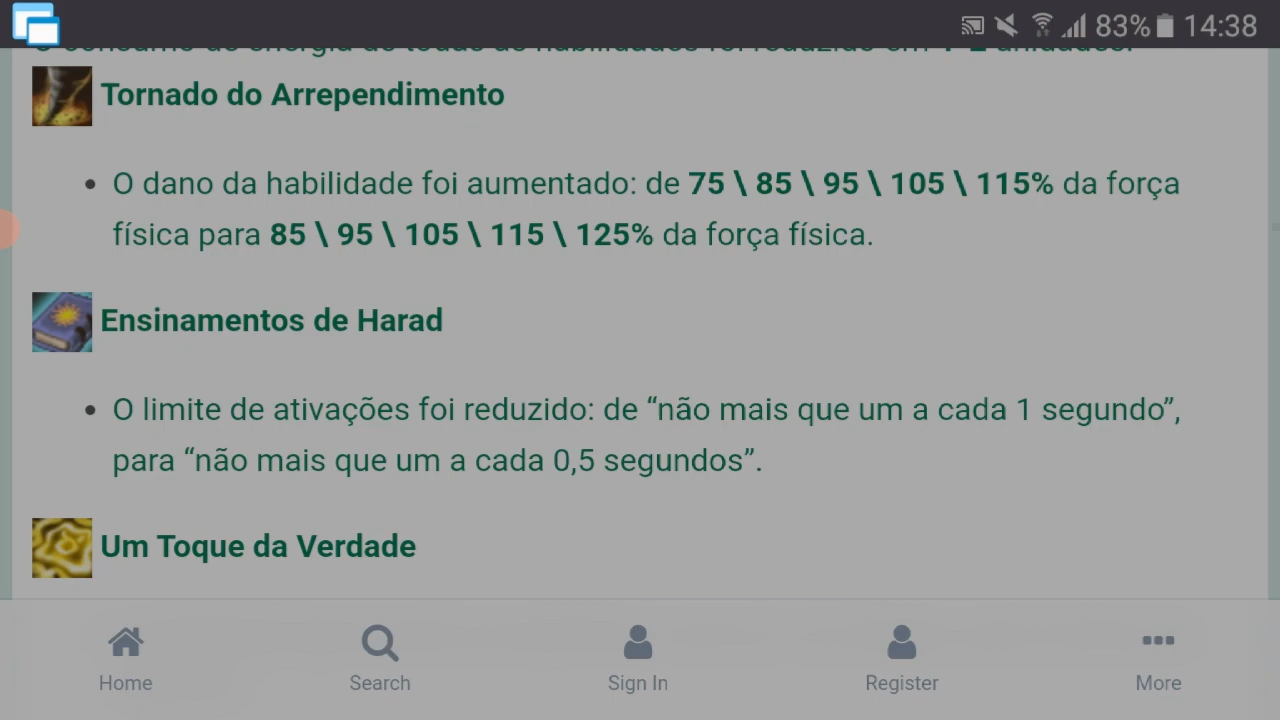 83% 14:38
Tornado do Arrependimento
O dano da habilidade foi aumentado: de 75 \ 85 \ 95 \ 105 \ 115% da força
física para 85 \ 95 \ 105 \ 115 \ 125% da força física.
Ensinamentos de Harad
O limite de ativações foi reduzido: de “não mais que um a cada 1 segundo”,
para “não mais que um a cada 0,5 segundos”.
Um Toque da Verdade
Home Search Sign In Register More